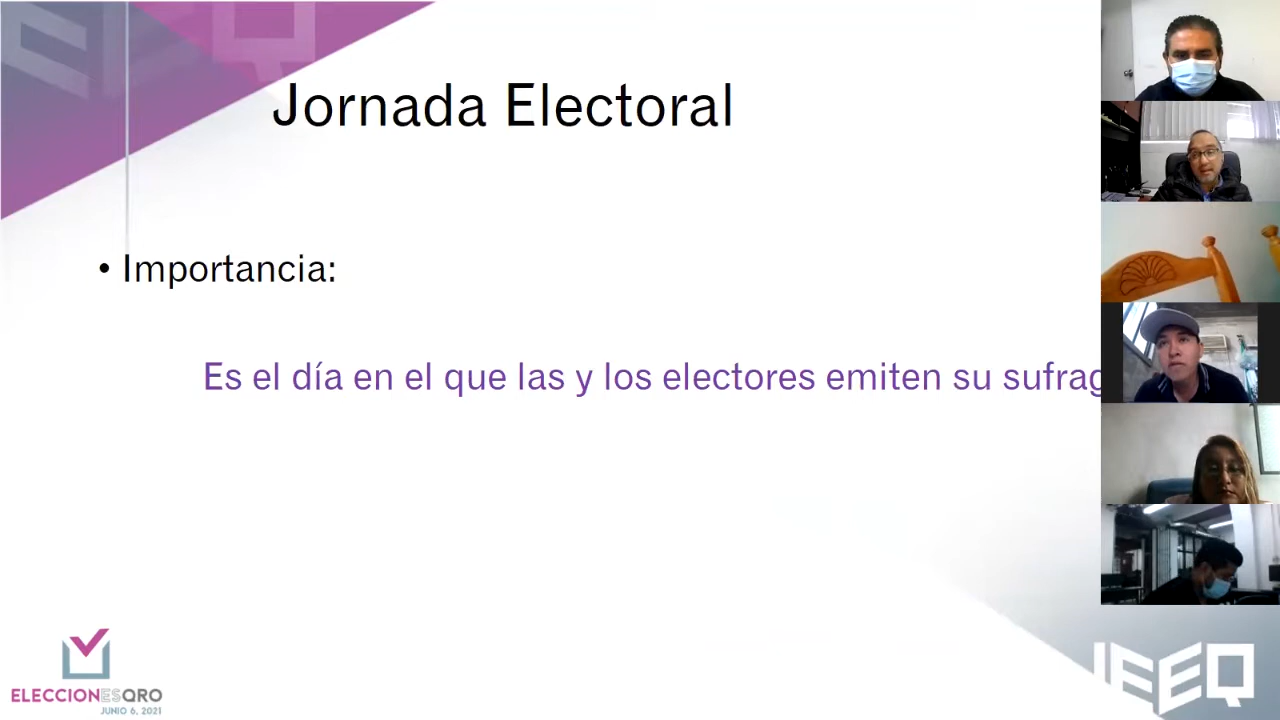 Jornada Electoral
• Importancia:
Es el día en el que las y los electores emiten su
ELECCIONESQRO
JUNIO 6, 2021
IEEQ